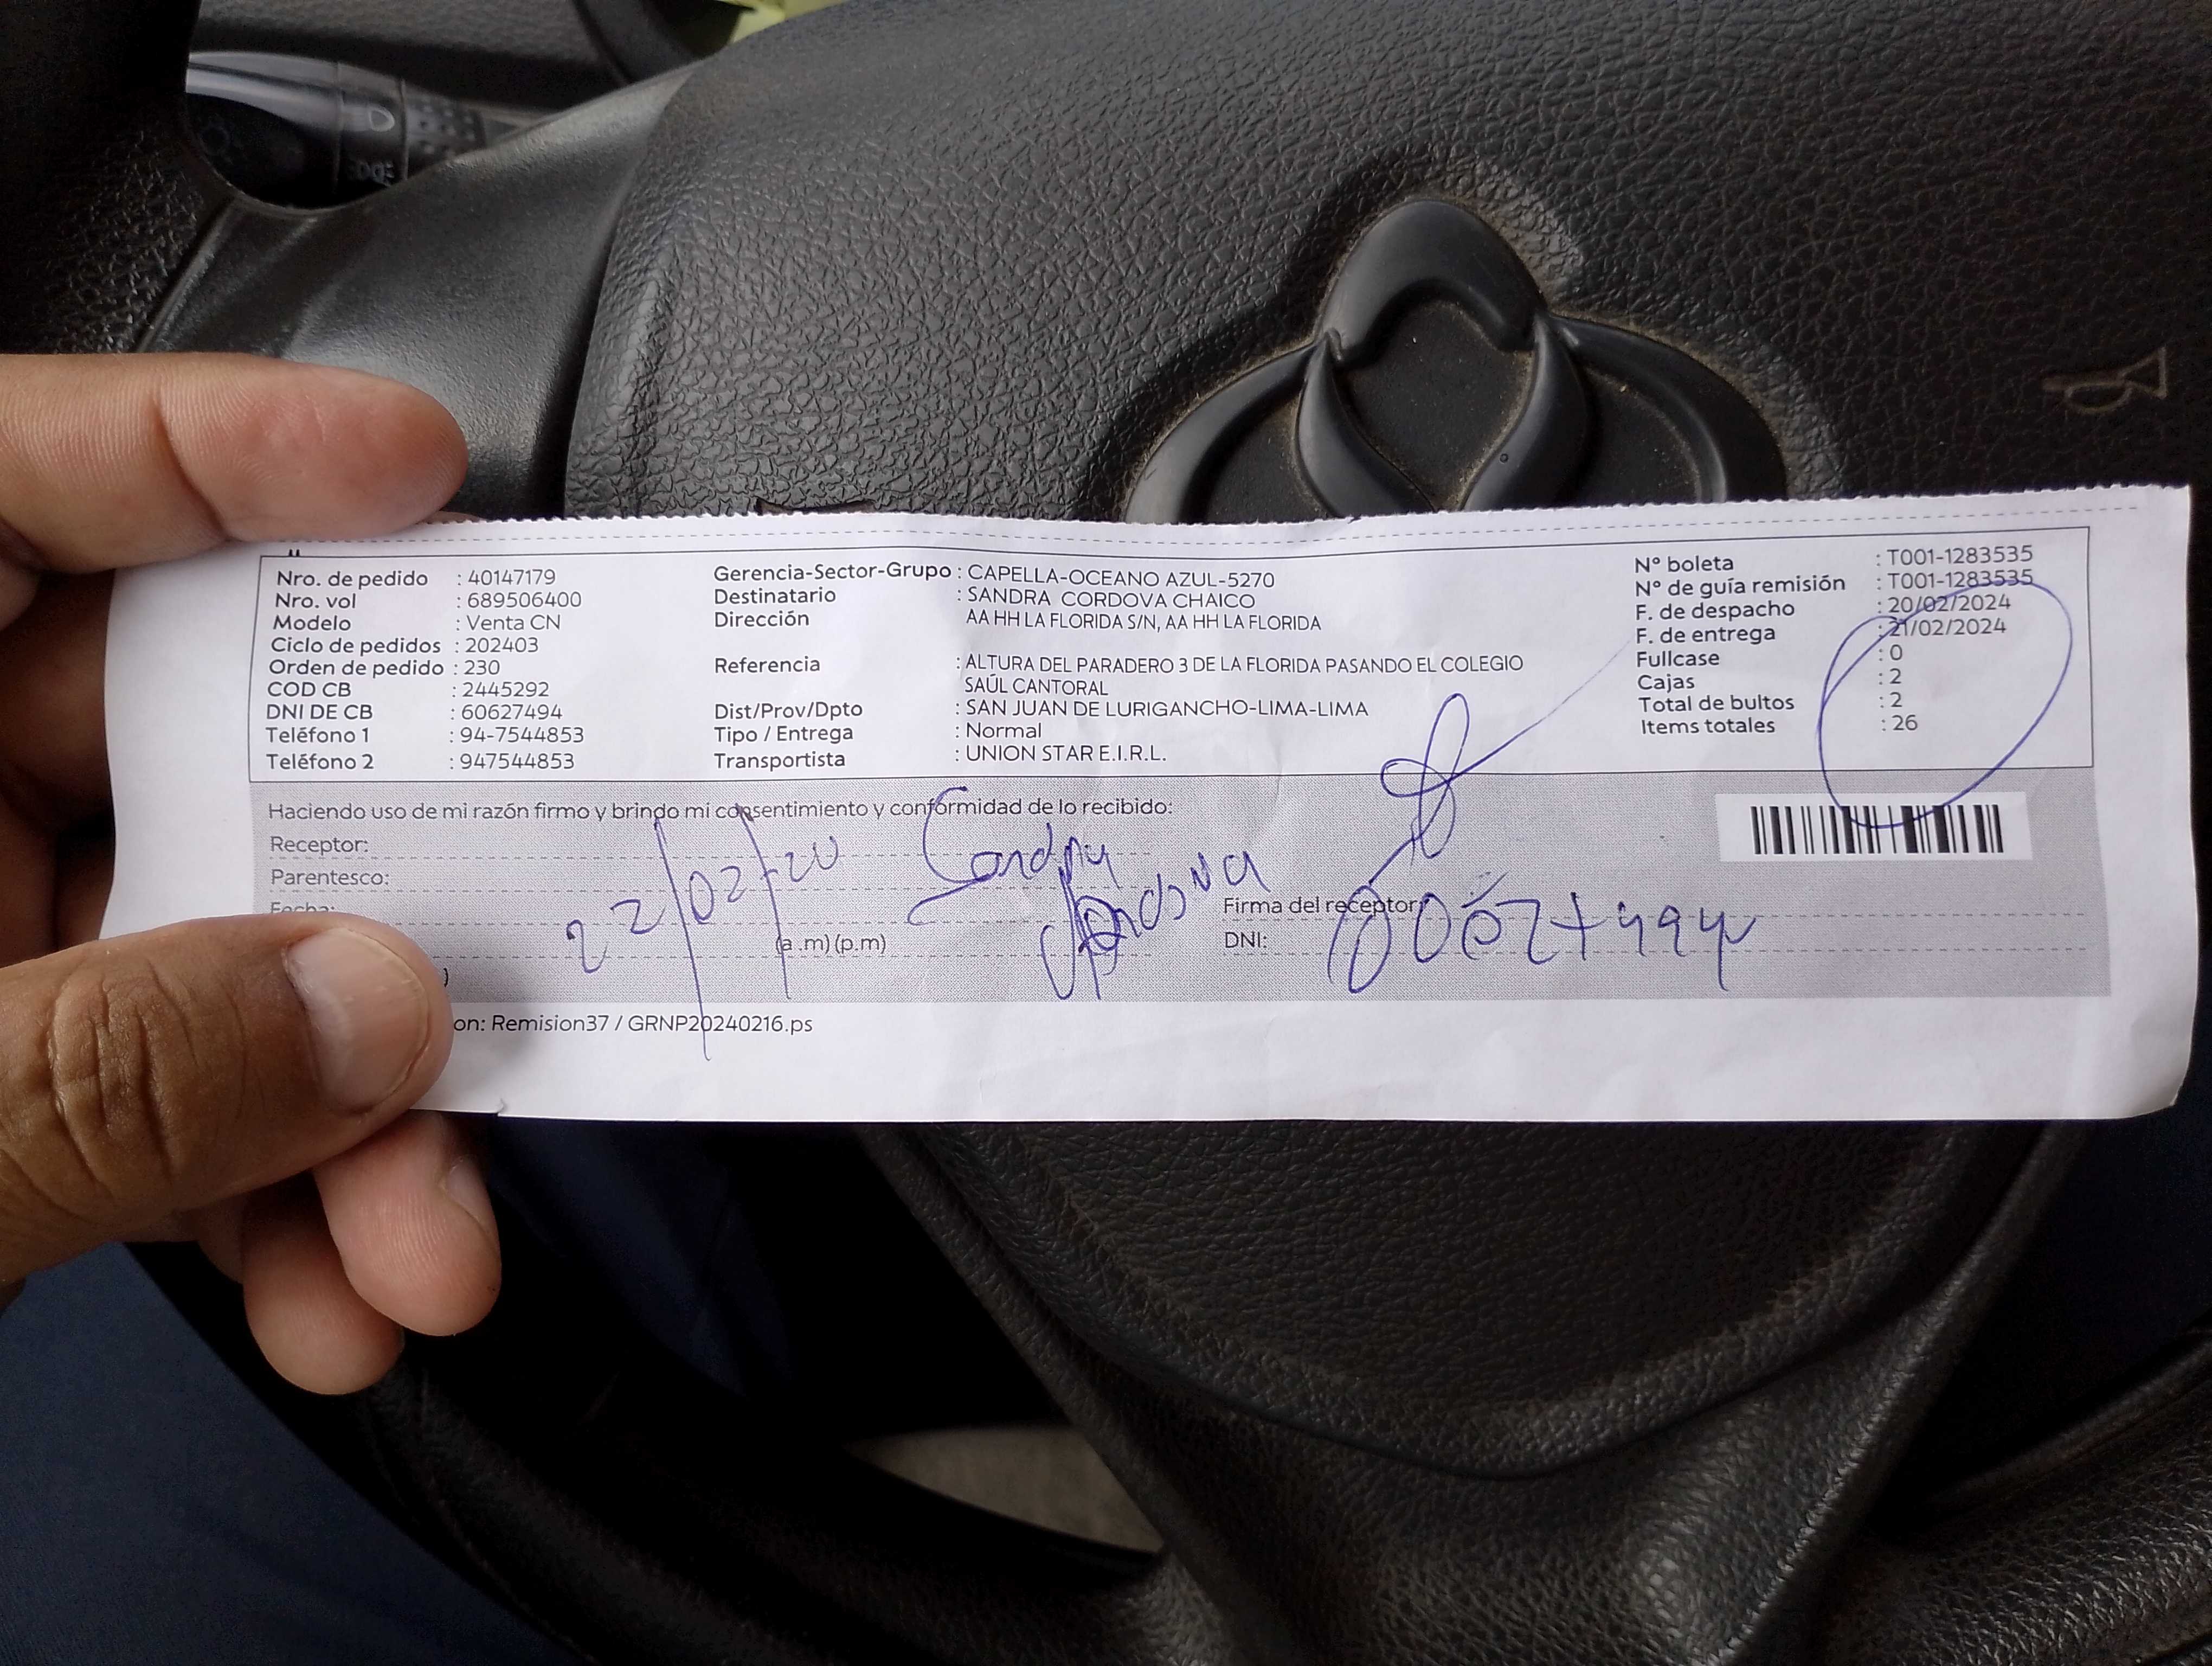 Nro. de pedido : 40147179
Nro. vol : 689506400
Modelo : Venta CN
Ciclo de pedidos : 202403
Orden de pedido : 230
COD CB : 2445292
DNI DE CB : 60627494
Teléfono 1 : 94-7544853
Teléfono 2 : 947544853
Gerencia-Sector-Grupo : CAPELLA-OCEANO AZUL-5270
Destinatario : SANDRA CORDOVA CHAICO
Dirección AA HH LA FLORIDA S/N, AA HH LA FLORIDA
Referencia : ALTURA DEL PARADERO 3 DE LA FLORIDA PASANDO EL COLEGIO
SAÚL CANTORAL
Dist/Prov/Dpto : SAN JUAN DE LURIGANCHO-LIMA-LIMA
Tipo / Entrega : Normal
Transportista : UNION STAR E.I.R.L.
Nº boleta : T001-1283535
Nº de guía remisión : T001-1283535
F. de despacho : 20/02/2024
F. de entrega : 21/02/2024
Fullcase : 0
Cajas : 2
Total de bultos : 2
Items totales : 26
Haciendo uso de mi razón firmo y brindo mi consentimiento y conformidad de lo recibido:
Receptor:
Parentesco:
Fecha:
22/02/20
(a .m) (p.m)
Firma del receptor
DNI:
on: Remision37 / GRNP20240216.ps